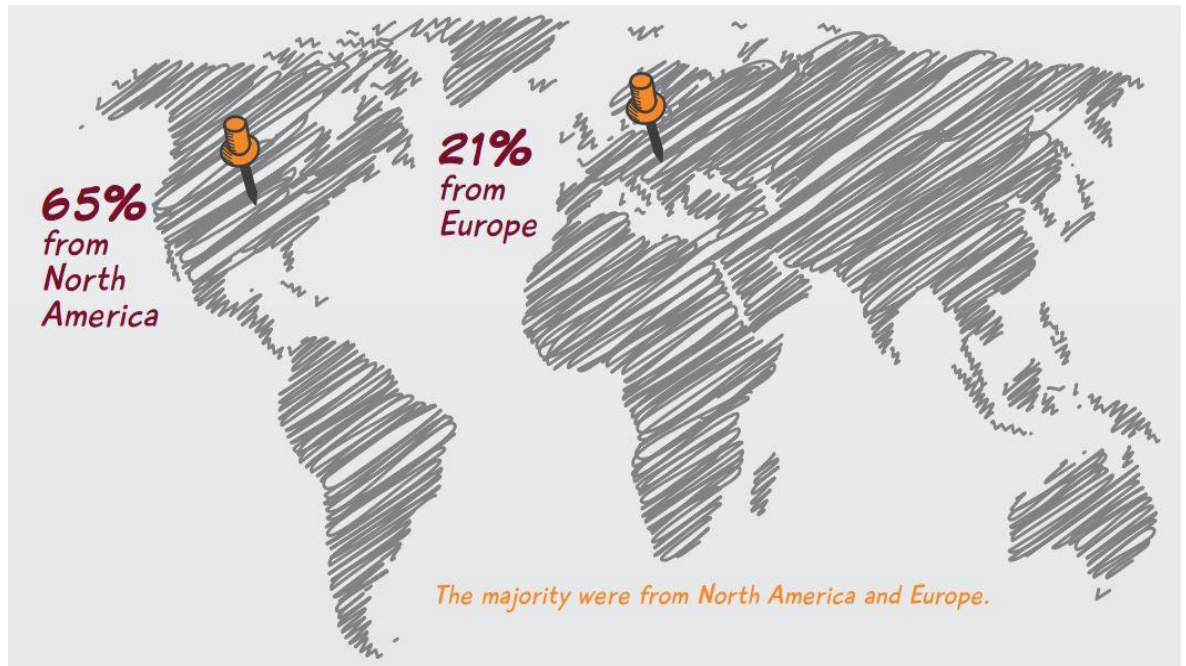 65%
from
North
America
21%
from
Europe
The majority were from North America and Europe.